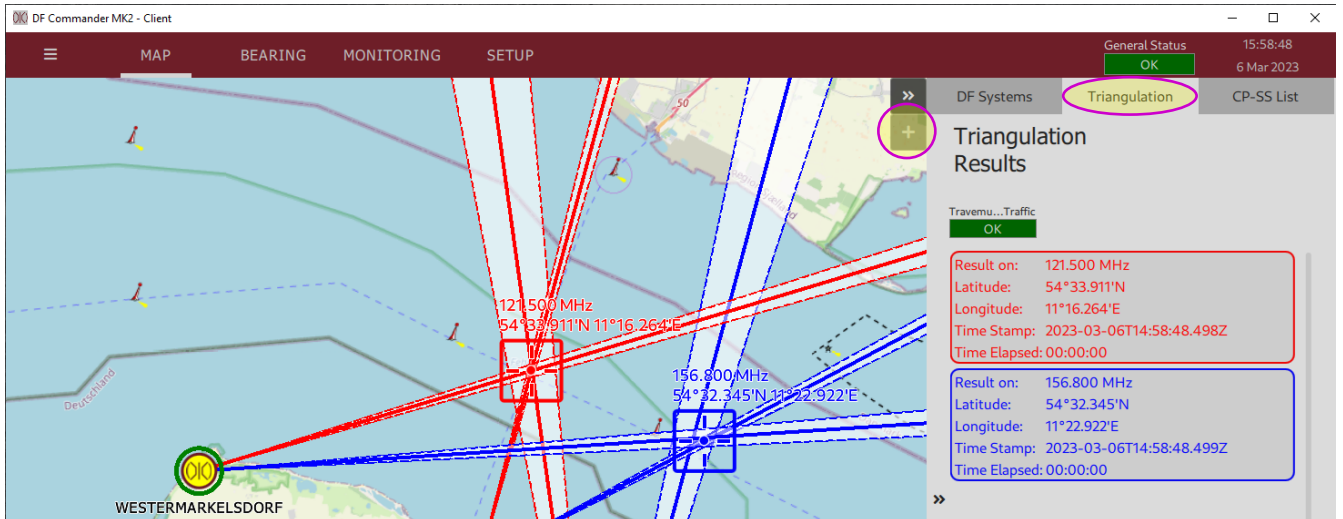 DF Commander MK2 - Client
MAP BEARING MONITORING SETUP
General Status
OK
15:58:48
6 Mar 2023
DF Systems Triangulation CP-SS List
Triangulation
Results
Travemu...Traffic
OK
Result on: 121.500 MHz
Latitude: 54°33.911'N
Longitude: 11°16.264'E
Time Stamp: 2023-03-06T14:58:48.498Z
Time Elapsed: 00:00:00
Result on: 156.800 MHz
Latitude: 54°32.345'N
Longitude: 11°22.922'E
Time Stamp: 2023-03-06T14:58:48.499Z
Time Elapsed: 00:00:00
50
121.500 MHz
54°33.911'N 11°16.264'E
156.800 MHz
54°32.345'N 11°22.922'E
Deutschland
WESTERMARKELSDORF